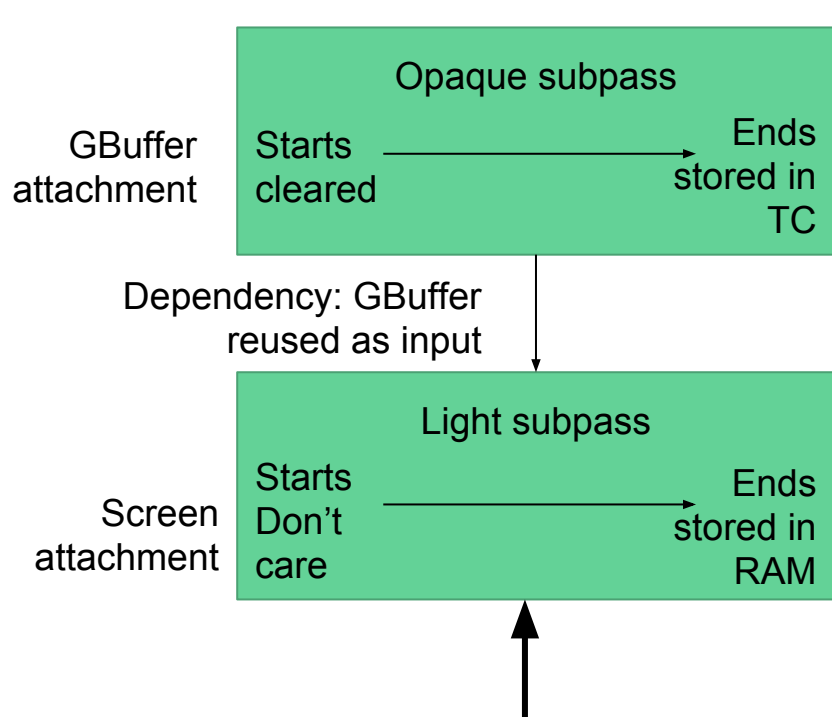 Opaque subpass
GBuffer
attachment
Starts
cleared
Ends
stored in
TC
Dependency: GBuffer
reused as input
Light subpass
Screen
attachment
Starts
Don’t
care
Ends
stored in
RAM